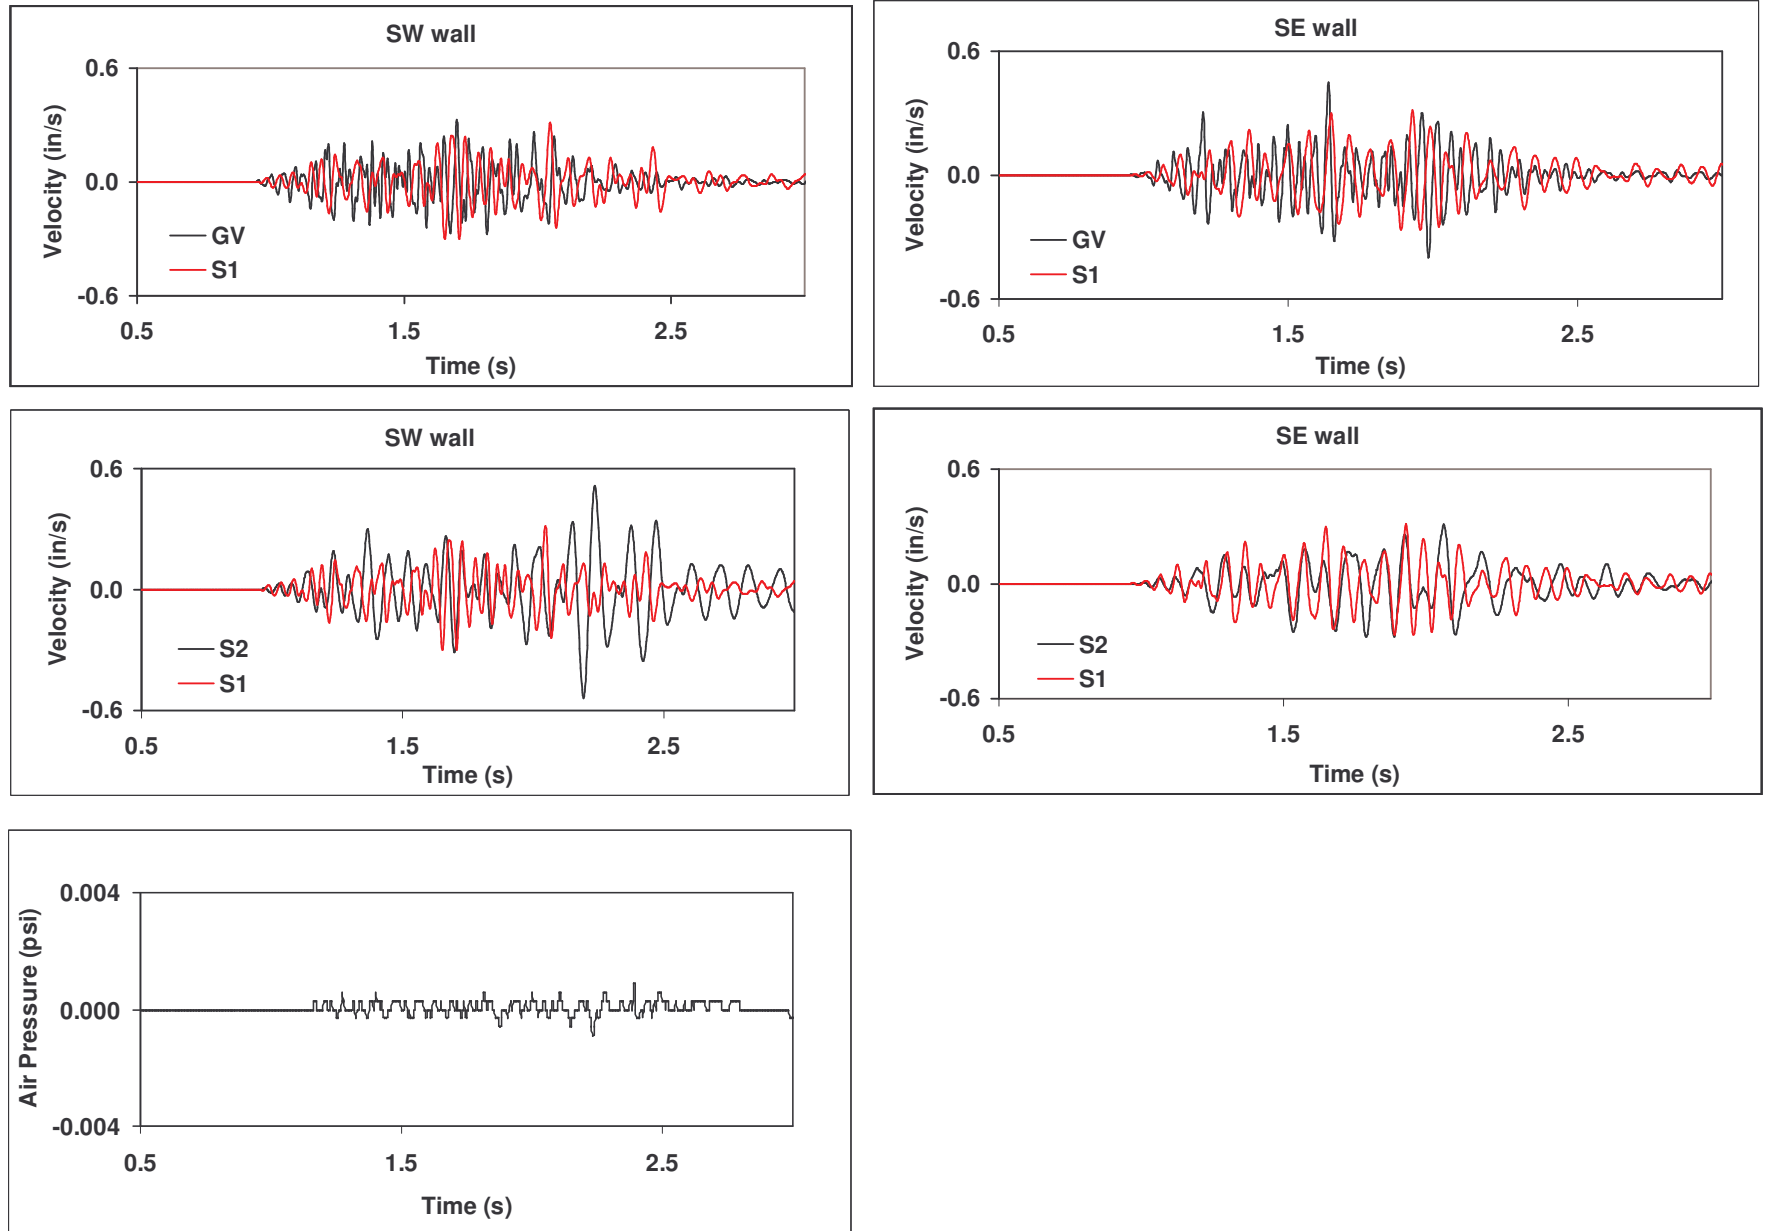 SW wall
0.6
0.0
-0.6
Velocity (in/s)
GV
S1
0.5
1.5
2.5
Time (s)
SE wall
0.6
0.0
-0.6
Velocity (in/s)
GV
S1
0.5
1.5
2.5
Time (s)
SW wall
0.6
0.0
-0.6
Velocity (in/s)
S2
S1
0.5
1.5
2.5
Time (s)
SE wall
0.6
0.0
-0.6
Velocity (in/s)
S2
S1
0.5
1.5
2.5
Time (s)
0.004
0.000
-0.004
Air Pressure (psi)
0.5
1.5
2.5
Time (s)